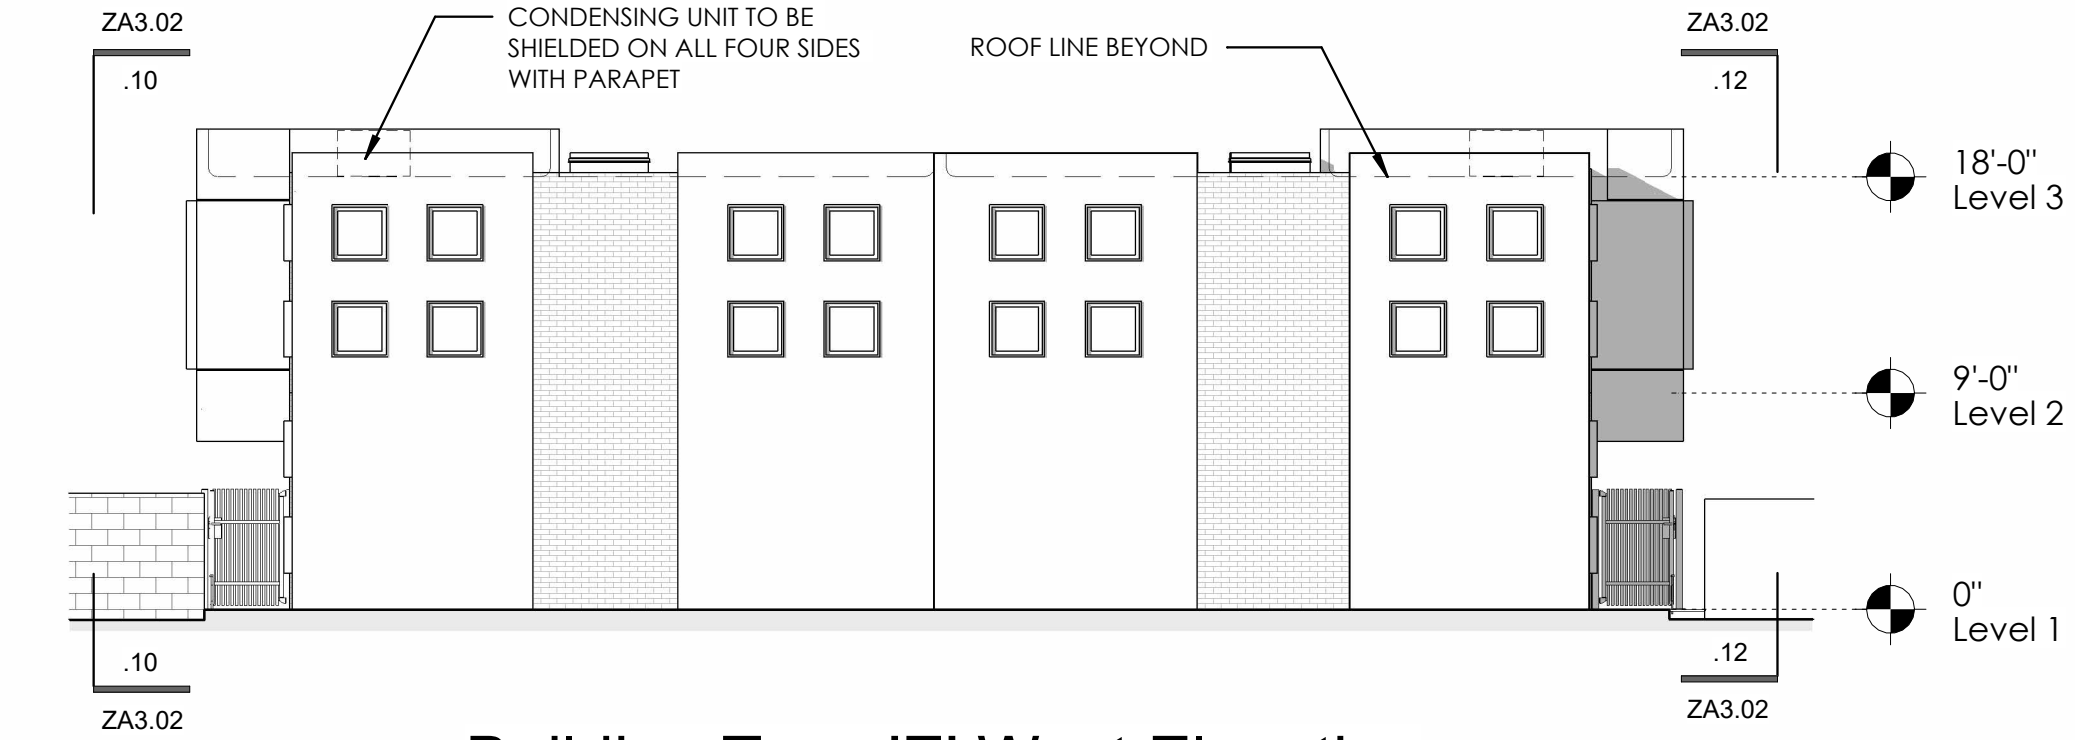 ZA3.02
.10
CONDENSING UNIT TO BE
SHIELDED ON ALL FOUR SIDES
WITH PARAPET
ROOF LINE BEYOND
ZA3.02
.12
18'-0"
Level 3
9'-0"
Level 2
0"
Level 1
.10
ZA3.02
.12
ZA3.02